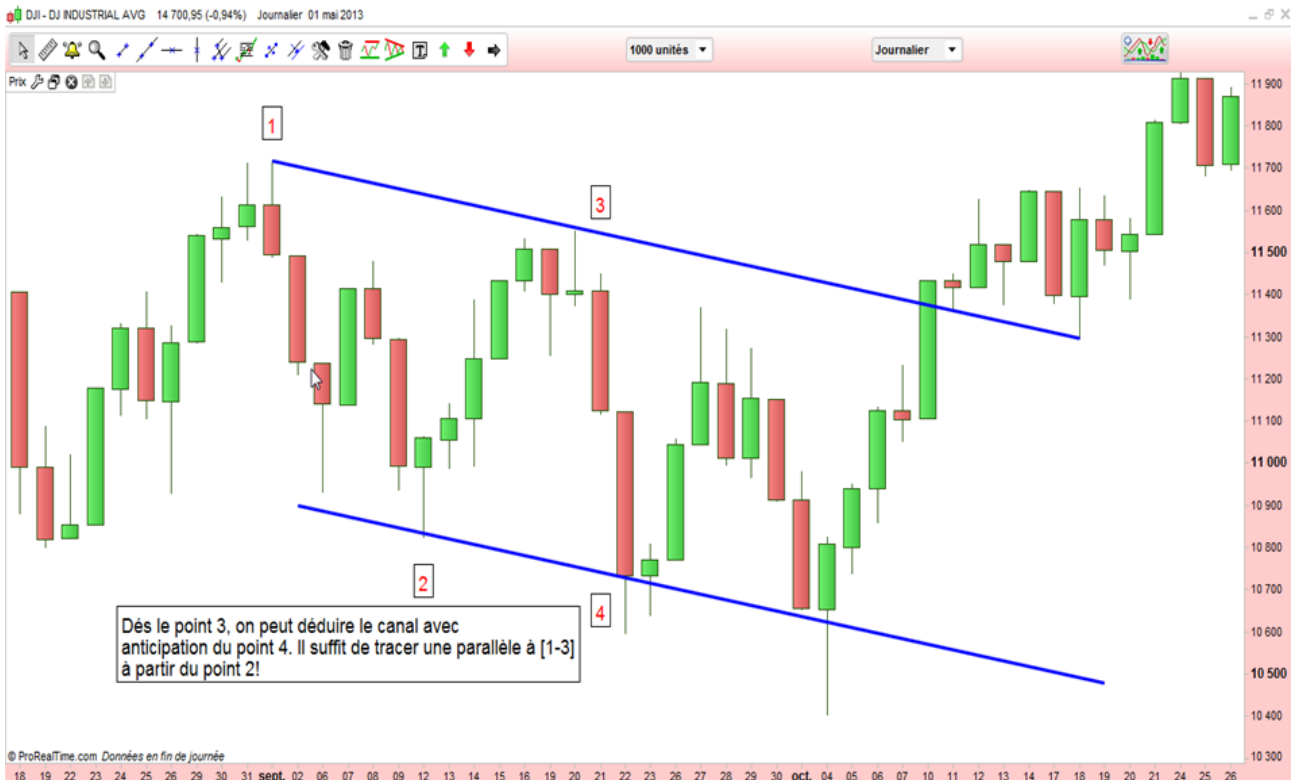 DJI - DJ INDUSTRIAL AVG 14 700,95 (-0,94%) Journalier 01 mai 2013
1000 unités
Journalier
Prix
1
3
2
4
Dés le point 3, on peut déduire le canal avec
anticipation du point 4. Il suffit de tracer une parallèle à [1-3]
à partir du point 2!
11 900
11 800
11 700
11 600
11 500
11 400
11 300
11 200
11 100
11 000
10 900
10 800
10 700
10 600
10 500
10 400
10 300
© ProRealTime.com Données en fin de journée
18 19 22 23 24 25 26 29 30 31 sept. 02 06 07 08 09 12 13 14 15 16 19 20 21 22 23 26 27 28 29 30 oct. 04 05 06 07 10 11 12 13 14 17 18 19 20 21 24 25 26